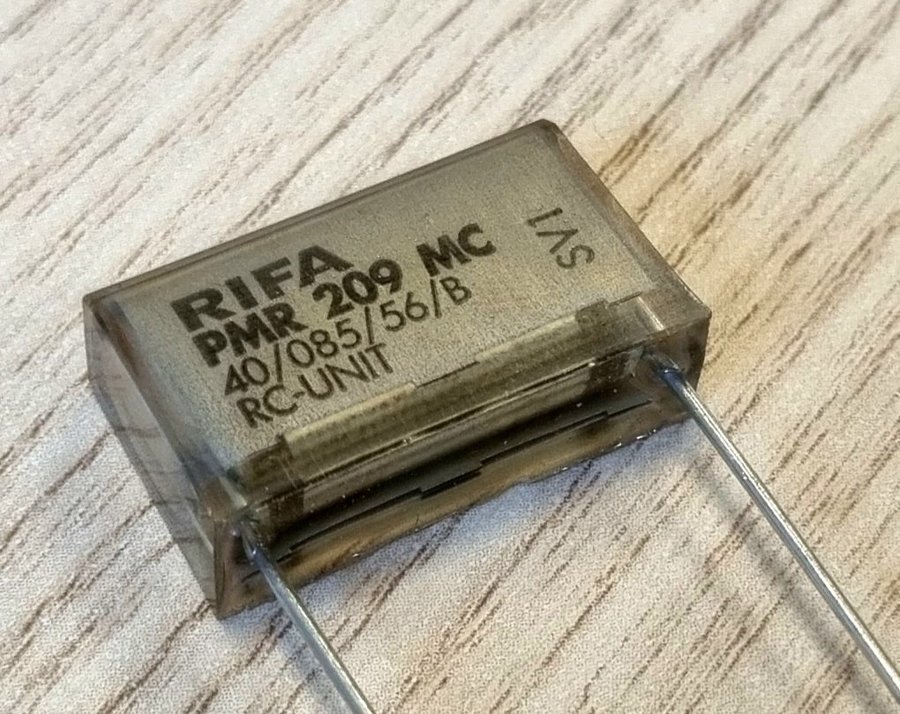 RIFA
PMR 209 MC
40/085/56/B
RC-UNIT
SV1